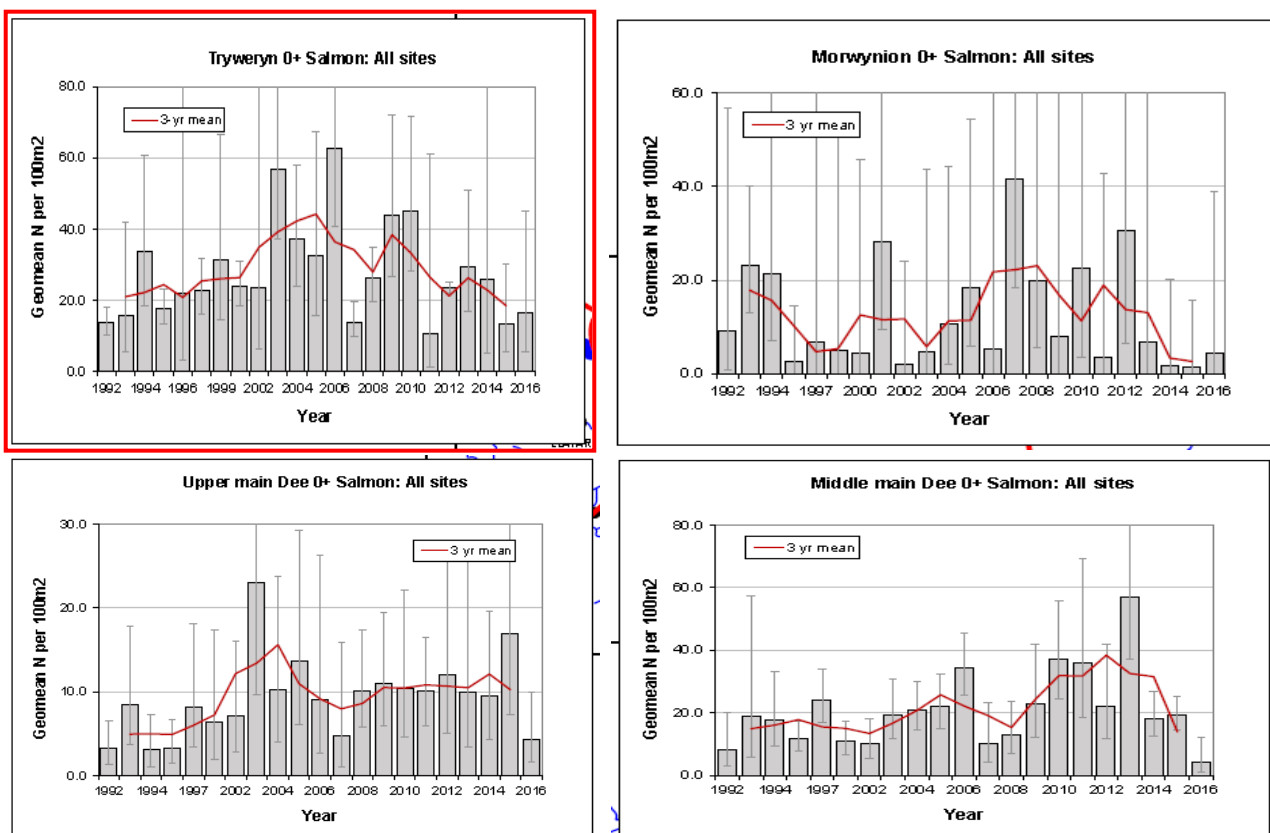 Tryweryn 0+ Salmon: All sites
80.0
60.0
40.0
20.0
0.0
3-yr mean
Geomean N per 100m2
1992 1994 1996 1999 2002 2004 2006 2008 2010 2012 2014 2016
Year
Morwynion 0+ Salmon: All sites
60.0
40.0
20.0
0.0
3 yr mean
Geomean N per 100m2
1992 1994 1997 2000 2002 2004 2006 2008 2010 2012 2014 2016
Year
Upper main Dee 0+ Salmon: All sites
30.0
20.0
10.0
0.0
3 yr mean
Geomean N per 100m2
1992 1994 1997 2002 2004 2006 2008 2010 2012 2014 2016
Year
Middle main Dee 0+ Salmon: All sites
80.0
60.0
40.0
20.0
0.0
3 yr mean
Geomean N per 100m2
1992 1994 1997 2002 2004 2006 2008 2010 2012 2014 2016
Year